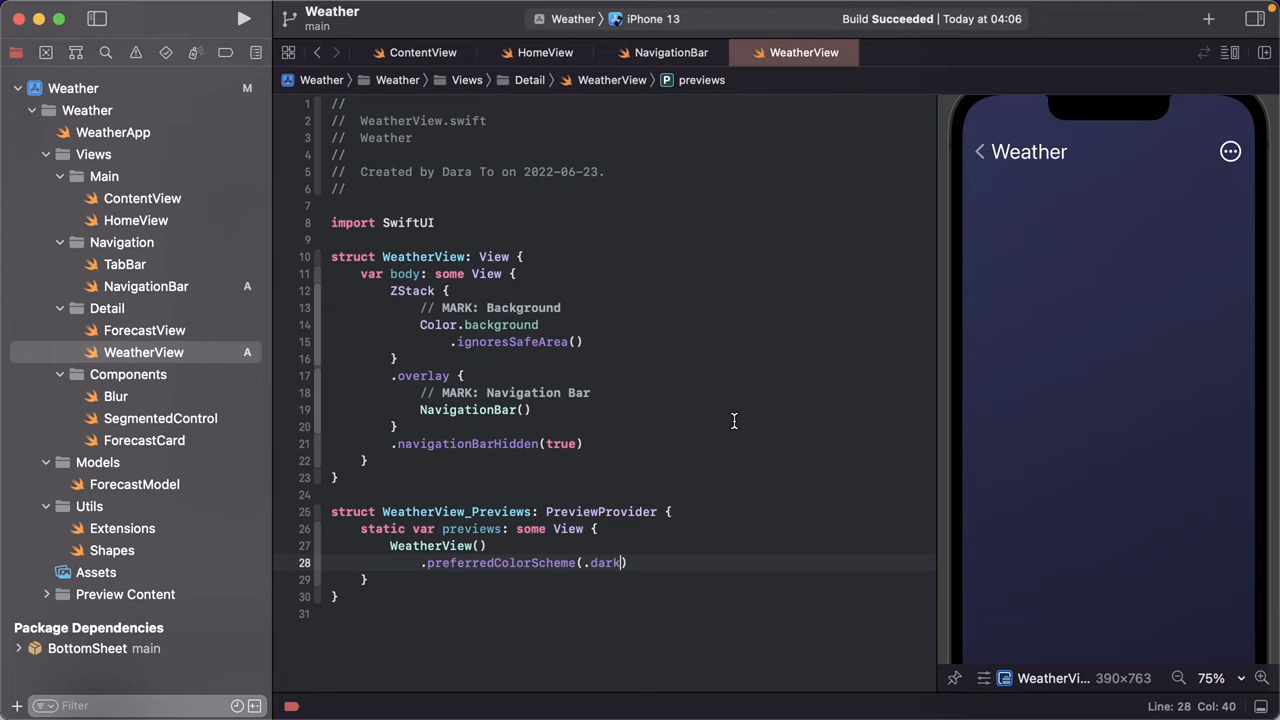 Weather
main
Weather 〉 iPhone 13
Build Succeeded | Today at 04:06
ContentView
HomeView
NavigationBar
WeatherView
Weather 〉 Weather 〉 Views 〉 Detail 〉 WeatherView 〉 P previews
Weather M
Weather
WeatherApp
Views
Main
ContentView
HomeView
Navigation
TabBar
NavigationBar A
Detail
ForecastView
WeatherView A
Components
Blur
SegmentedControl
ForecastCard
Models
ForecastModel
Utils
Extensions
Shapes
Assets
Preview Content
Package Dependencies
BottomSheet main
Filter
1 //
2 //  WeatherView.swift
3 //  Weather
4 //
5 //  Created by Dara To on 2022-06-23.
6 //
7
8 import SwiftUI
9
10 struct WeatherView: View {
11     var body: some View {
12         ZStack {
13             // MARK: Background
14             Color.background
15                 .ignoresSafeArea()
16         }
17         .overlay {
18             // MARK: Navigation Bar
19             NavigationBar()
20         }
21         .navigationBarHidden(true)
22     }
23 }
24
25 struct WeatherView_Previews: PreviewProvider {
26     static var previews: some View {
27         WeatherView()
28             .preferredColorScheme(.dark)
29     }
30 }
31
Weather
WeatherVi... 390×763
75%
Line: 28 Col: 40